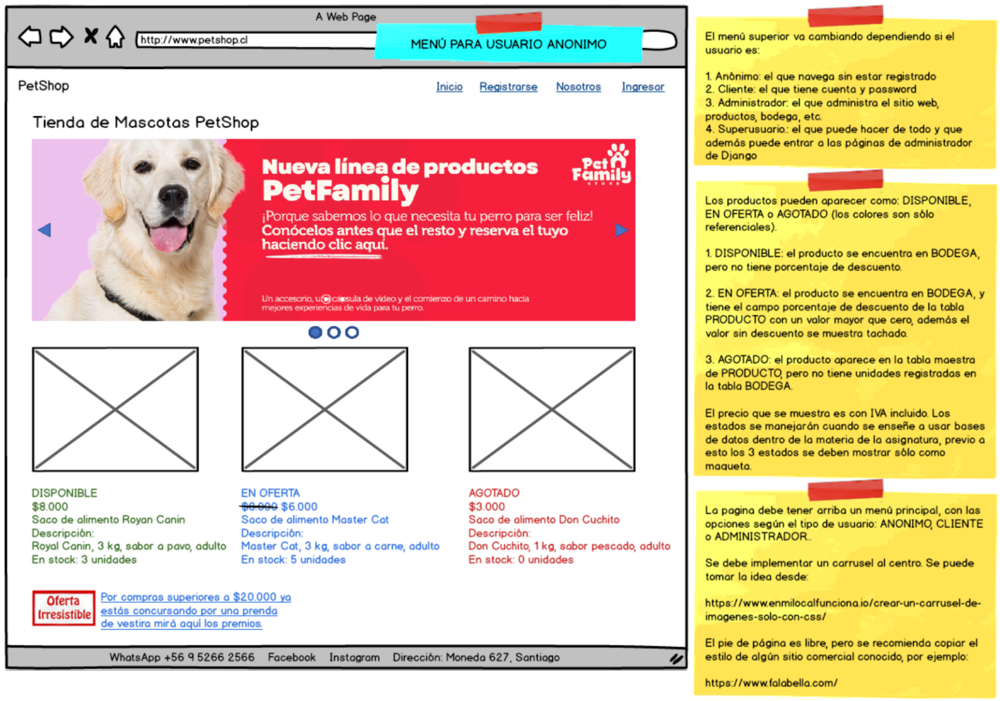 A Web Page
http://www.petshop.cl
MENÚ PARA USUARIO ANONIMO
PetShop
Inicio Registrarse Nosotros Ingresar
Tienda de Mascotas PetShop
Nueva línea de productos
PetFamily
¡Porque sabemos lo que necesita tu perro para ser feliz!
Conócelos antes que el resto y reserva el tuyo
haciendo clic aquí.
Un accesorio, una cápsula de video y el comienzo de un camino hacia
mejores experiencias de vida para tu perro.
Pet
Family
STORE
DISPONIBLE
$8.000
Saco de alimento Royan Canin
Descripción:
Royal Canin, 3 kg, sabor a pavo, adulto
En stock: 3 unidades
EN OFERTA
$8.000 $6.000
Saco de alimento Master Cat
Descripción:
Master Cat, 3 kg, sabor a carne, adulto
En stock: 5 unidades
AGOTADO
$3.000
Saco de alimento Don Cuchito
Descripción:
Don Cuchito, 1 kg, sabor pescado, adulto
En stock: 0 unidades
Oferta
Irresistible
Por compras superiores a $20.000 ya
estás concursando por una prenda
de vestira mirá aquí los premios.
WhatsApp +56 9 5266 2566 Facebook Instagram Dirección: Moneda 627, Santiago
El menú superior va cambiando dependiendo si el
usuario es:
1. Anónimo: el que navega sin estar registrado
2. Cliente: el que tiene cuenta y password
3. Administrador: el que administra el sitio web,
productos, bodega, etc.
4. Superusuario.: el que puede hacer de todo y que
además puede entrar a las páginas de administrador
de Django
Los productos pueden aparecer como: DISPONIBLE,
EN OFERTA o AGOTADO (los colores son sólo
referenciales).
1. DISPONIBLE: el producto se encuentra en BODEGA,
pero no tiene porcentaje de descuento.
2. EN OFERTA: el producto se encuentra en BODEGA, y
tiene el campo porcentaje de descuento de la tabla
PRODUCTO con un valor mayor que cero, además el
valor sin descuento se muestra tachado.
3. AGOTADO: el producto aparece en la tabla maestra
de PRODUCTO, pero no tiene unidades registradas en
la tabla BODEGA.
El precio que se muestra es con IVA incluido. Los
estados se manejarán cuando se enseñe a usar bases
de datos dentro de la materia de la asignatura, previo a
esto los 3 estados se deben mostrar sólo como
maqueta.
La pagina debe tener arriba un menú principal, con las
opciones según el tipo de usuario: ANONIMO, CLIENTE
o ADMINISTRADOR..
Se debe implementar un carrusel al centro. Se puede
tomar la idea desde:
https://www.enmilocalfunciona.io/crear-un-carrusel-de-
imagenes-solo-con-css/
El pie de página es libre, pero se recomienda copiar el
estilo de algún sitio comercial conocido, por ejemplo:
https://www.falabella.com/